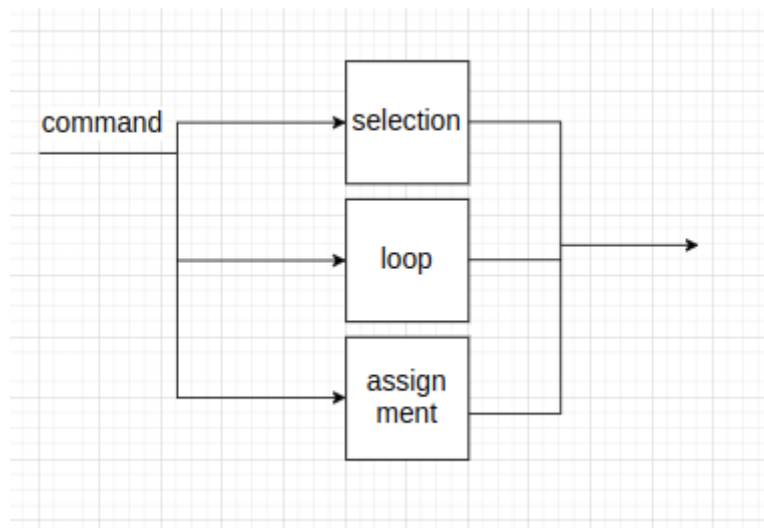 command
selection
loop
assign
ment